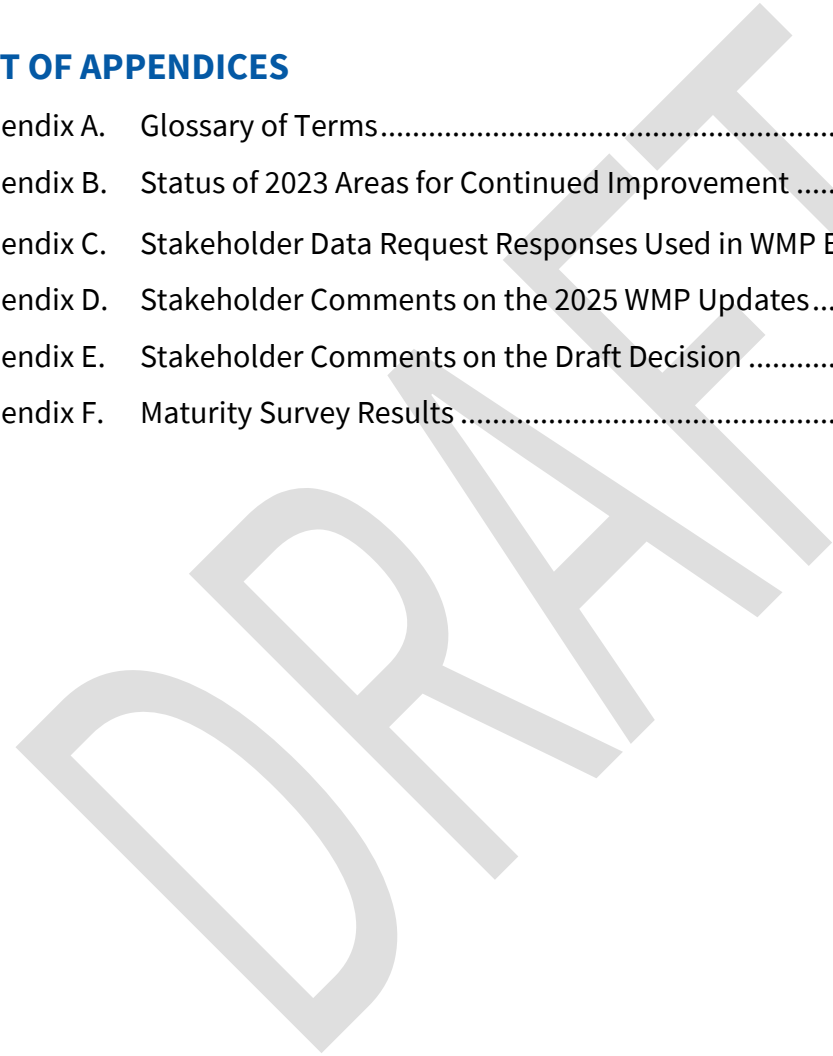 T OF APPENDICES
endix A. Glossary of Terms
endix B. Status of 2023 Areas for Continued Improvement
endix C. Stakeholder Data Request Responses Used in WMP E
endix D. Stakeholder Comments on the 2025 WMP Updates
endix E. Stakeholder Comments on the Draft Decision
endix F. Maturity Survey Results
DRAFT